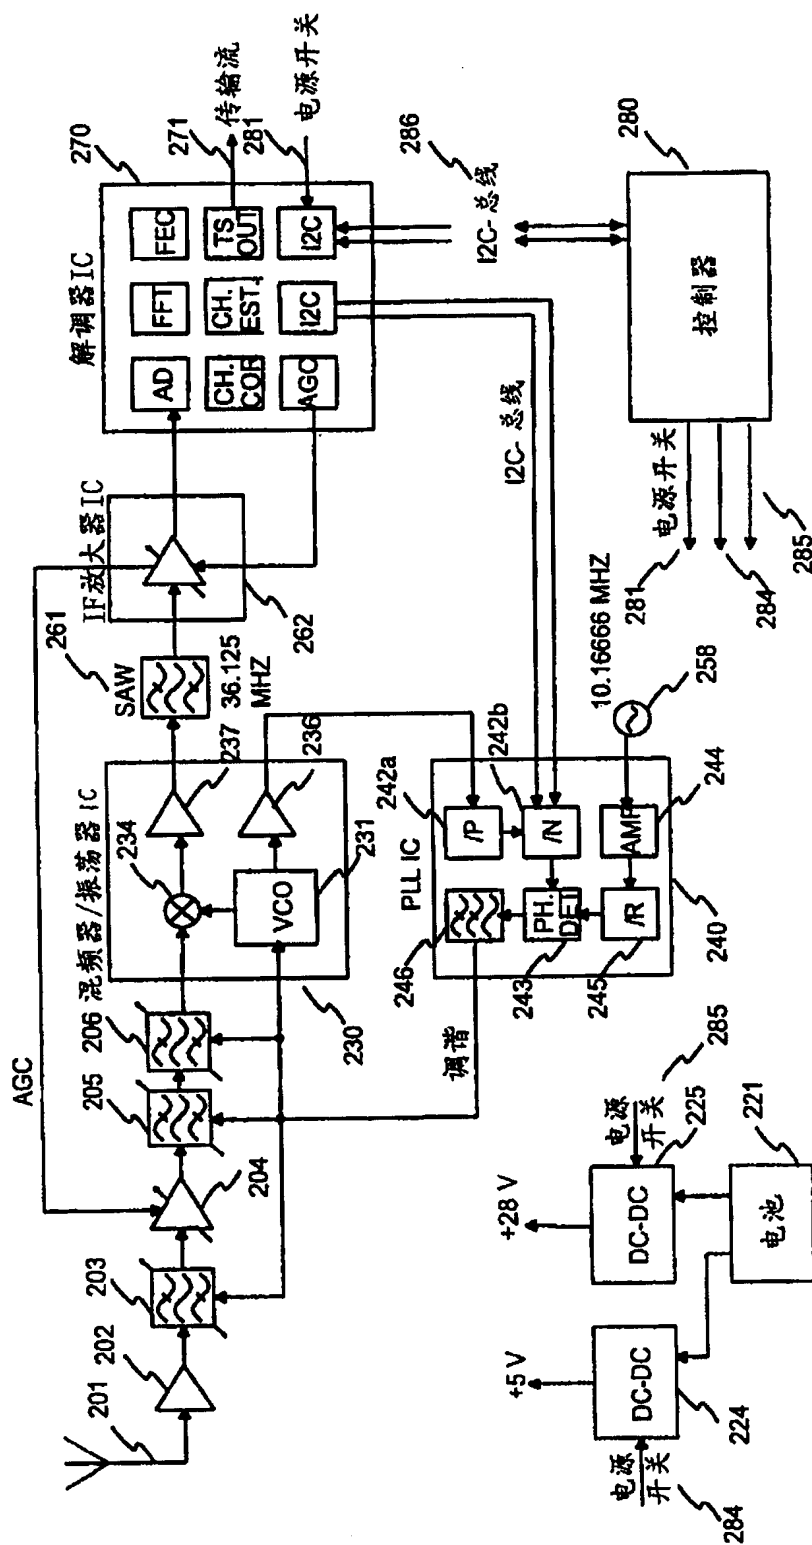 AGC
201
202
203
204
205
206
混频器/振荡器 IC
234
237
236
VCO
231
230
SAW
261
36.125
MHZ
IF放大器IC
262
解调器 IC
270
AD
FFT
FEC
CH.
COR
CH.
EST.
TS
OUT
AGC
I2C
I2C
271
传输流
281
电源开关
286
I2C-总线
I2C-总线
调谐
PLL IC
246
242a
242b
/P
/N
PH.
DET
243
/R
AMP
245
244
240
10.16666 MHZ
258
280
控制器
电源开关
281
284
285
+5 V
+28 V
DC-DC
DC-DC
224
225
电源
开关
284
电源
开关
285
电池
221